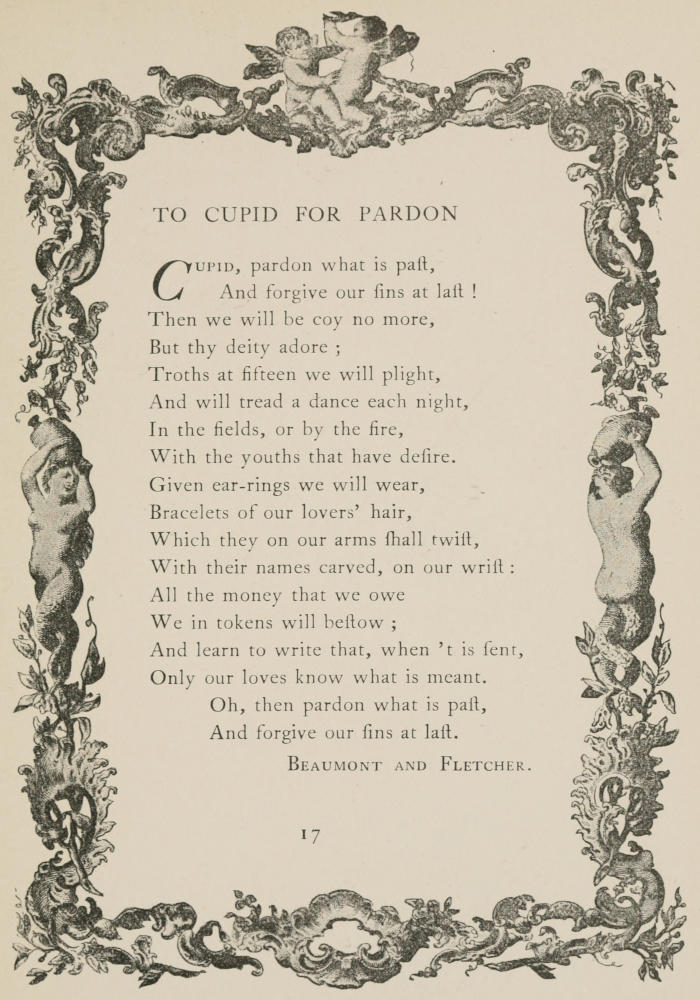 TO CUPID FOR PARDON
CUPID, pardon what is paſt,
And forgive our ſins at laſt !
Then we will be coy no more,
But thy deity adore ;
Troths at fifteen we will plight,
And will tread a dance each night,
In the fields, or by the fire,
With the youths that have deſire.
Given ear-rings we will wear,
Bracelets of our lovers’ hair,
Which they on our arms ſhall twiſt,
With their names carved, on our wriſt :
All the money that we owe
We in tokens will beſtow ;
And learn to write that, when ’t is ſent,
Only our loves know what is meant.
Oh, then pardon what is paſt,
And forgive our ſins at laſt.
BEAUMONT AND FLETCHER.
17